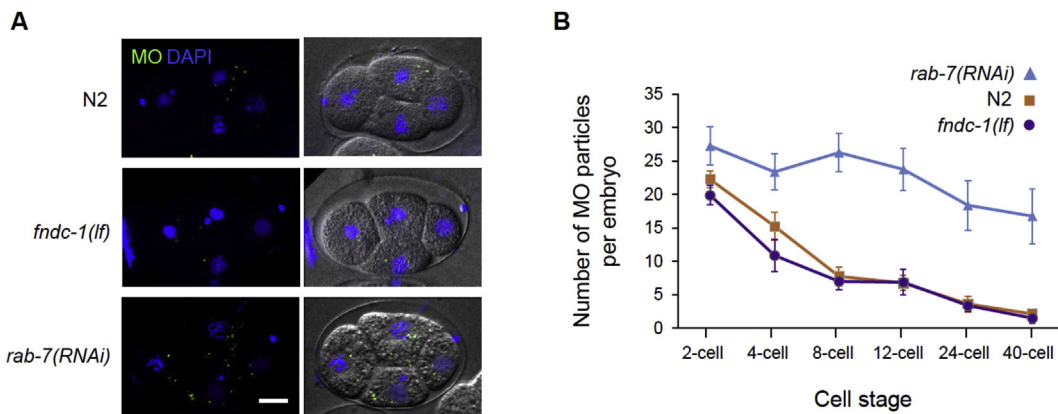 A
MO DAPI
N2
fndc-1(lf)
rab-7(RNAi)
B
rab-7(RNAi)
N2
fndc-1(lf)
Number of MO particles
per embryo
35
30
25
20
15
10
5
0
2-cell 4-cell 8-cell 12-cell 24-cell 40-cell
Cell stage